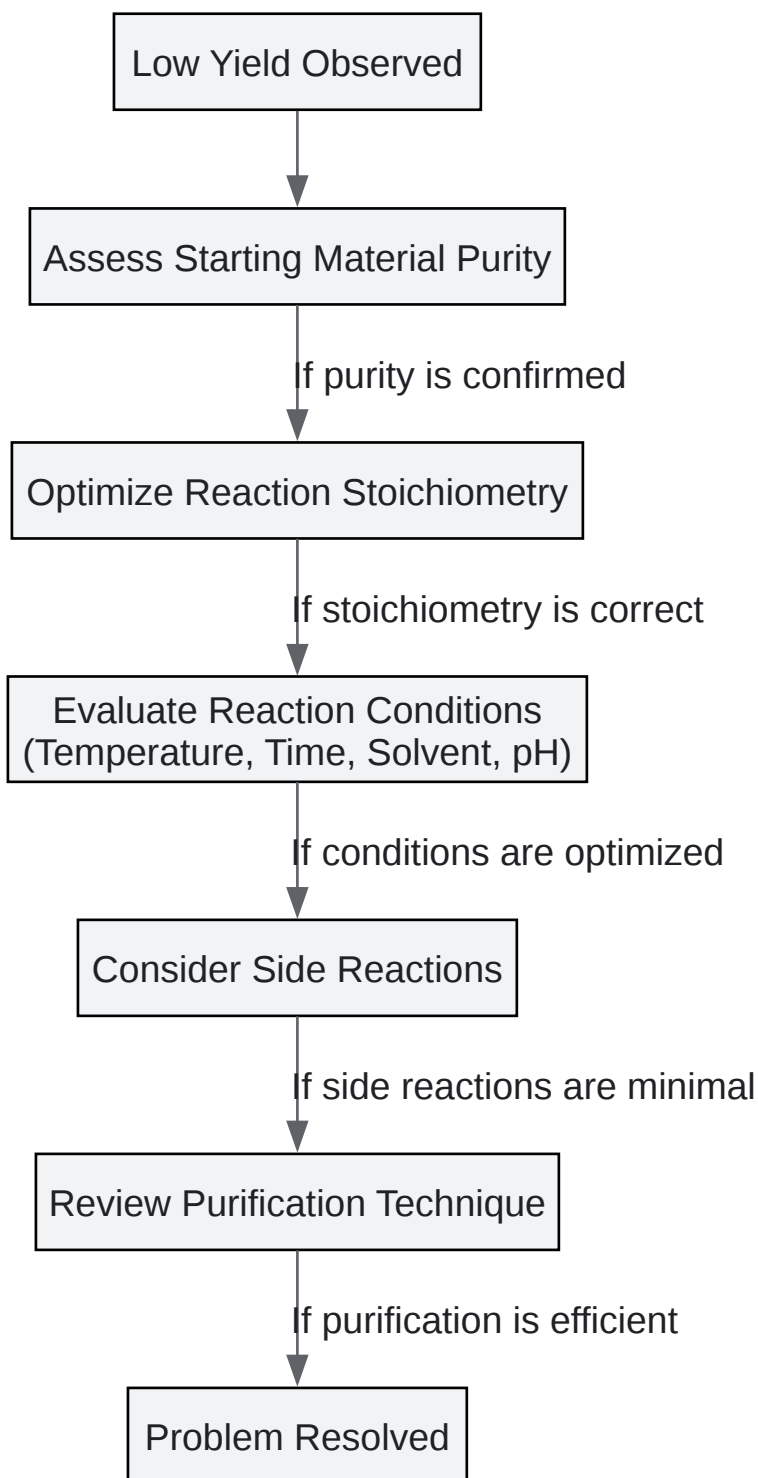 Low Yield Observed
Assess Starting Material Purity
If purity is confirmed
Optimize Reaction Stoichiometry
If stoichiometry is correct
Evaluate Reaction Conditions
(Temperature, Time, Solvent, pH)
If conditions are optimized
Consider Side Reactions
If side reactions are minimal
Review Purification Technique
If purification is efficient
Problem Resolved